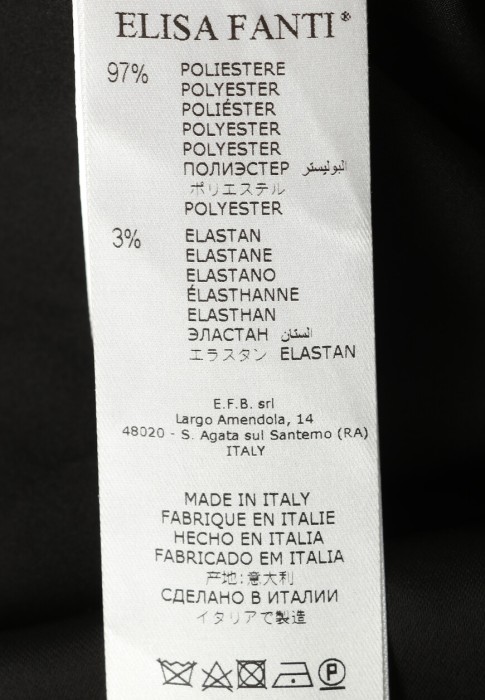 ELISA FANTI®
97% POLIESTERE
POLYESTER
POLIÉSTER
POLYESTER
POLYESTER
ПОЛИЭСТЕР البوليستر
ポリエステル
POLYESTER
3% ELASTAN
ELASTANE
ELASTANO
ÉLASTHANNE
ELASTHAN
ЭЛАСТАН الستان
エラスタン ELASTAN
E.F.B. srl
Largo Amendola, 14
48020 - S. Agata sul Santerno (RA)
ITALY
MADE IN ITALY
FABRIQUE EN ITALIE
HECHO EN ITALIA
FABRICADO EM ITALIA
产地:意大利
СДЕЛАНО В ИТАЛИИ
イタリアで製造
P